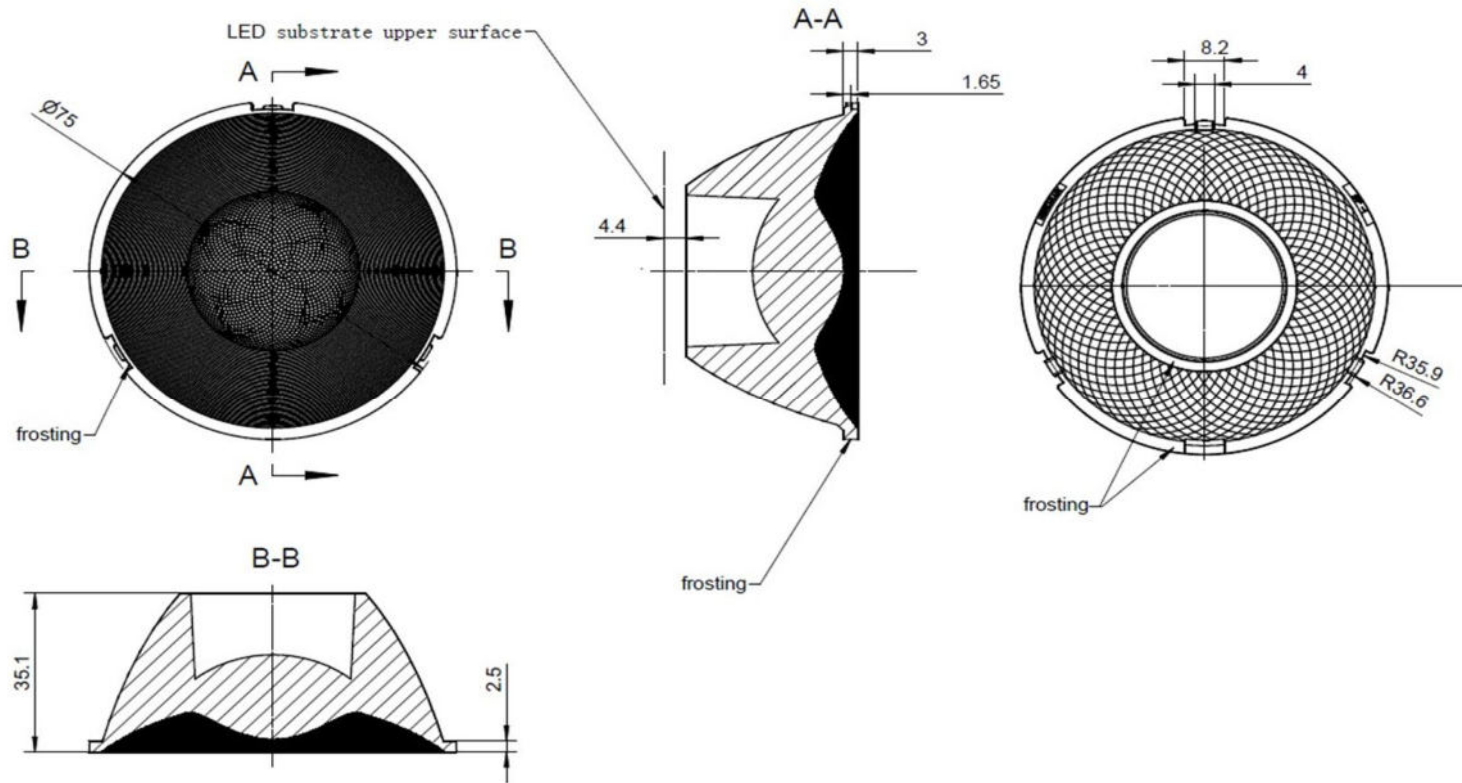 LED substrate upper surface
A
Ø75
B
B
frosting
A
A-A
3
1.65
4.4
frosting
8.2
4
R35.9
R36.6
frosting
B-B
35.1
2.5